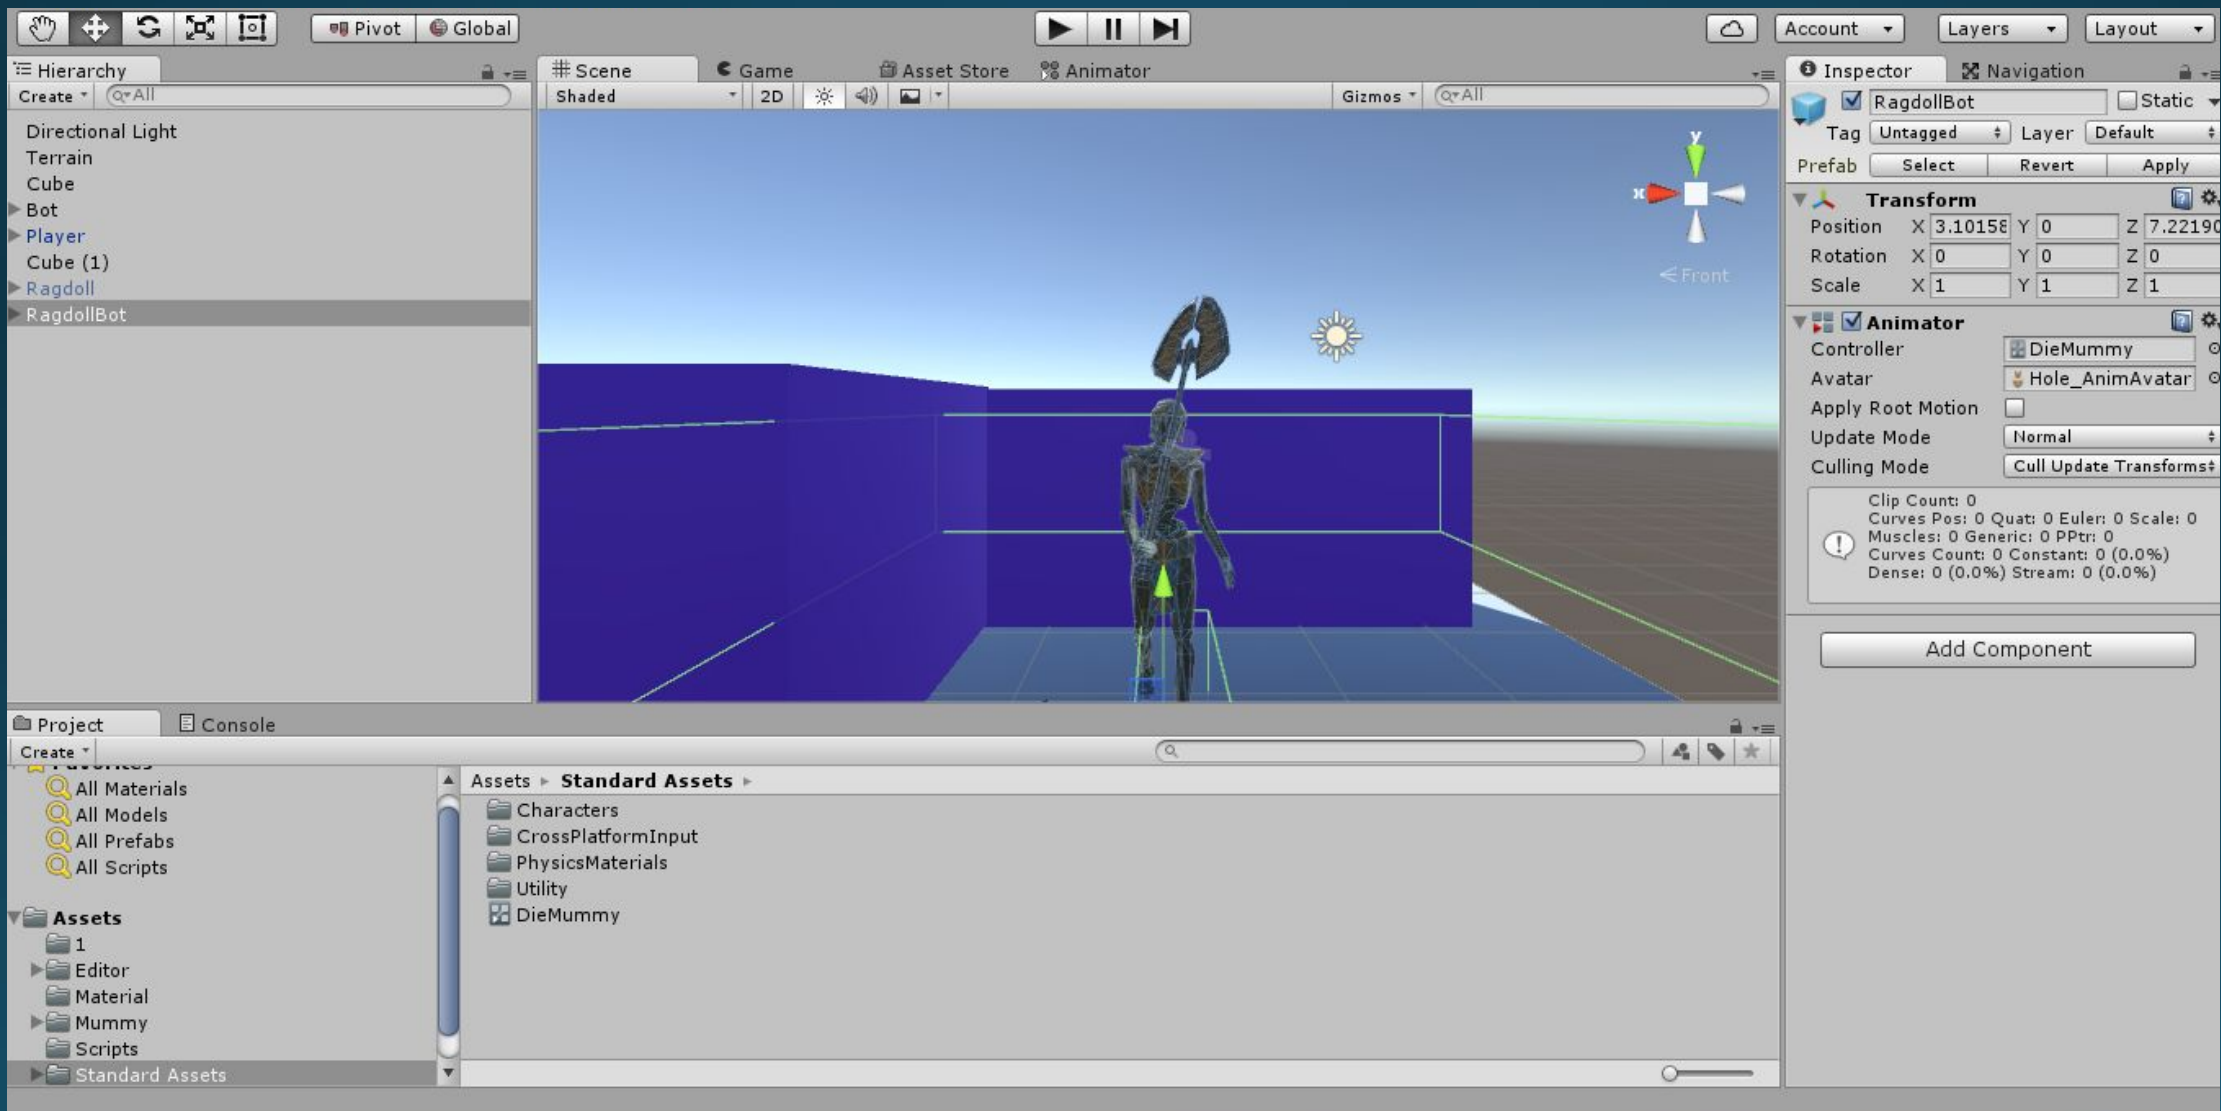 Pivot Global Account Layers Layout
Hierarchy
Create All
Directional Light
Terrain
Cube
Bot
Player
Cube (1)
Ragdoll
RagdollBot
Scene Game Asset Store Animator
Shaded 2D Gizmos All
y
x
Front
Inspector Navigation
RagdollBot Static
Tag Untagged Layer Default
Prefab Select Revert Apply
Transform
Position X 3.10158 Y 0 Z 7.22190
Rotation X 0 Y 0 Z 0
Scale X 1 Y 1 Z 1
Animator
Controller DieMummy
Avatar Hole_AnimAvatar
Apply Root Motion
Update Mode Normal
Culling Mode Cull Update Transforms
Clip Count: 0
Curves Pos: 0 Quat: 0 Euler: 0 Scale: 0
Muscles: 0 Generic: 0 PPtr: 0
Curves Count: 0 Constant: 0 (0.0%)
Dense: 0 (0.0%) Stream: 0 (0.0%)
Add Component
Project Console
Create
Favorites
All Materials
All Models
All Prefabs
All Scripts
Assets
1
Editor
Material
Mummy
Scripts
Standard Assets
Assets Standard Assets
Characters
CrossPlatformInput
PhysicsMaterials
Utility
DieMummy